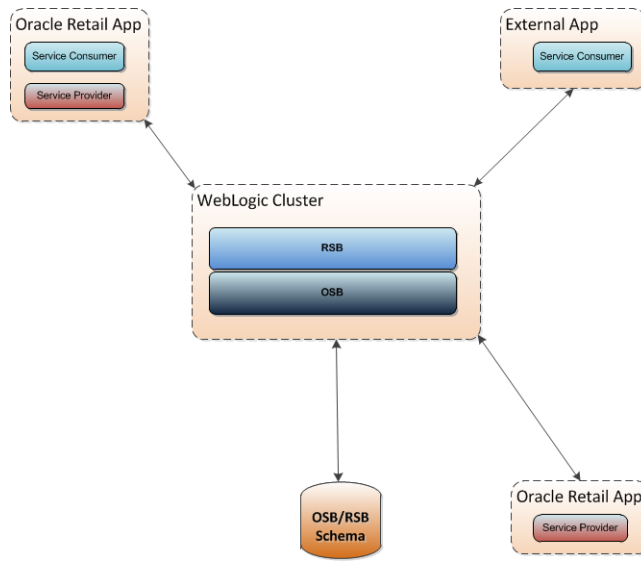 Oracle Retail App
Service Consumer
Service Provider
External App
Service Consumer
WebLogic Cluster
RSB
OSB
OSB/RSB
Schema
Oracle Retail App
Service Provider